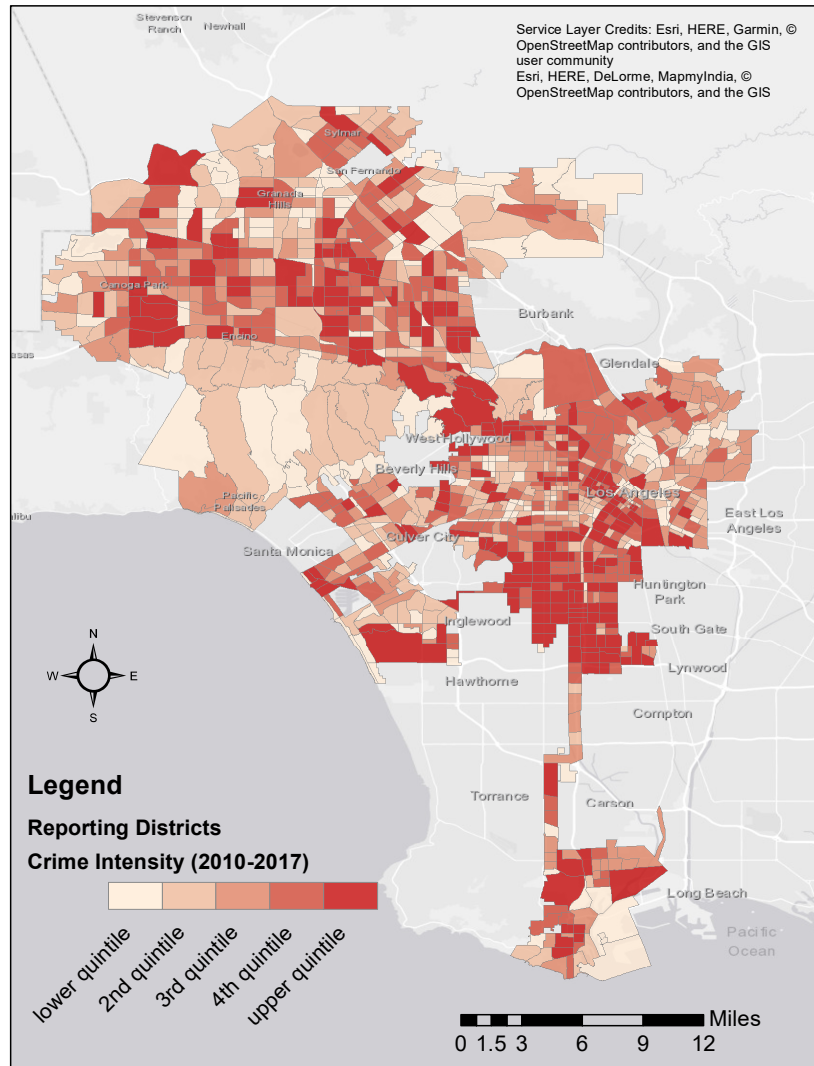 Stevenson
Ranch
Newhall
Service Layer Credits: Esri, HERE, Garmin, ©
OpenStreetMap contributors, and the GIS
user community
Esri, HERE, DeLorme, MapmyIndia, ©
OpenStreetMap contributors, and the GIS
Sylmar
San Fernando
Granada
Hills
Canoga Park
Burbank
Encino
asas
Glendale
West Hollywood
Beverly Hills
Pacific
Palisades
Los Angeles
East Los
Angeles
alibu
Culver City
Santa Monica
Huntington
Park
Inglewood
South Gate
Lynwood
Hawthorne
Compton
N
W
E
S
Torrance
Carson
Long Beach
Pacific
Ocean
Legend
Reporting Districts
Crime Intensity (2010-2017)
lower quintile
2nd quintile
3rd quintile
4th quintile
upper quintile
Miles
0 1.5 3 6 9 12